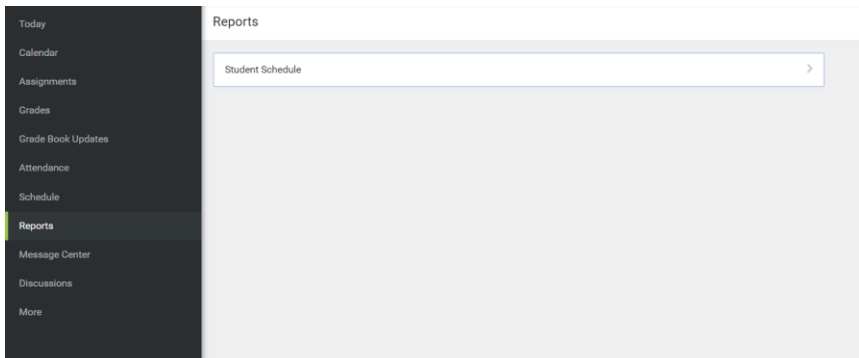 Today
Calendar
Assignments
Grades
Grade Book Updates
Attendance
Schedule
Reports
Message Center
Discussions
More
Reports
Student Schedule